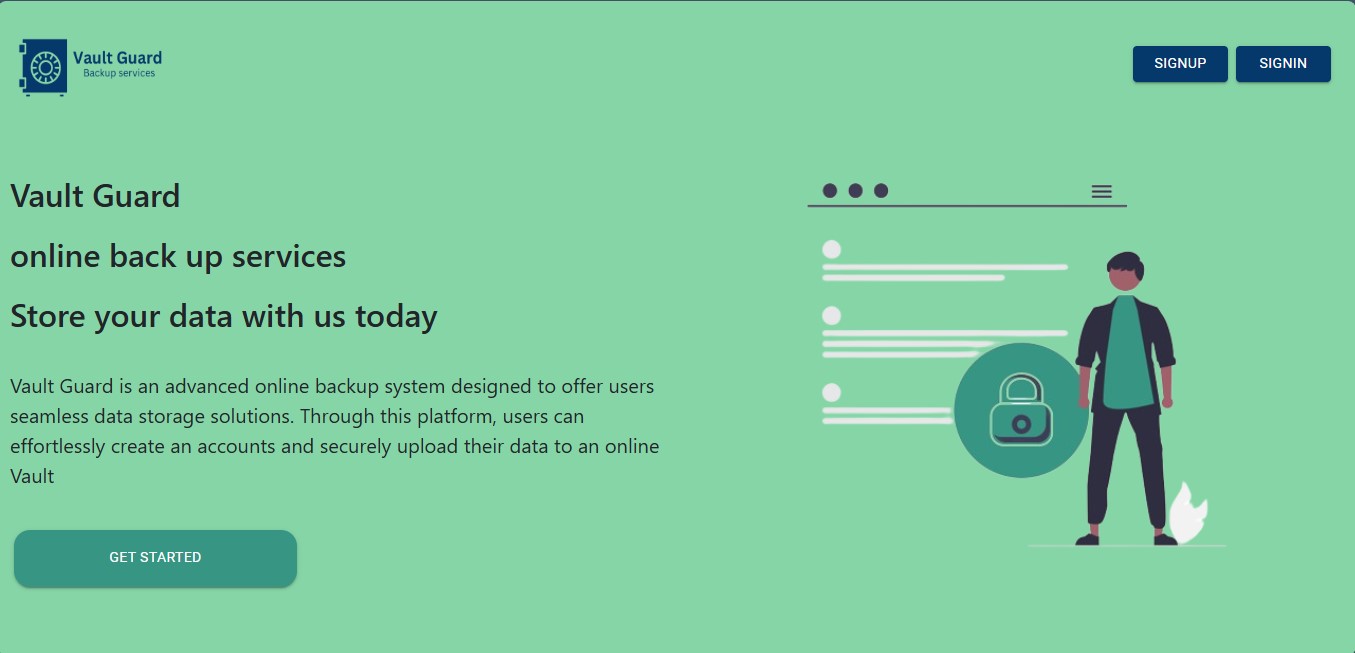 Vault Guard
Backup services
SIGNUP
SIGNIN
Vault Guard
online back up services
Store your data with us today
Vault Guard is an advanced online backup system designed to offer users
seamless data storage solutions. Through this platform, users can
effortlessly create an accounts and securely upload their data to an online
Vault
GET STARTED